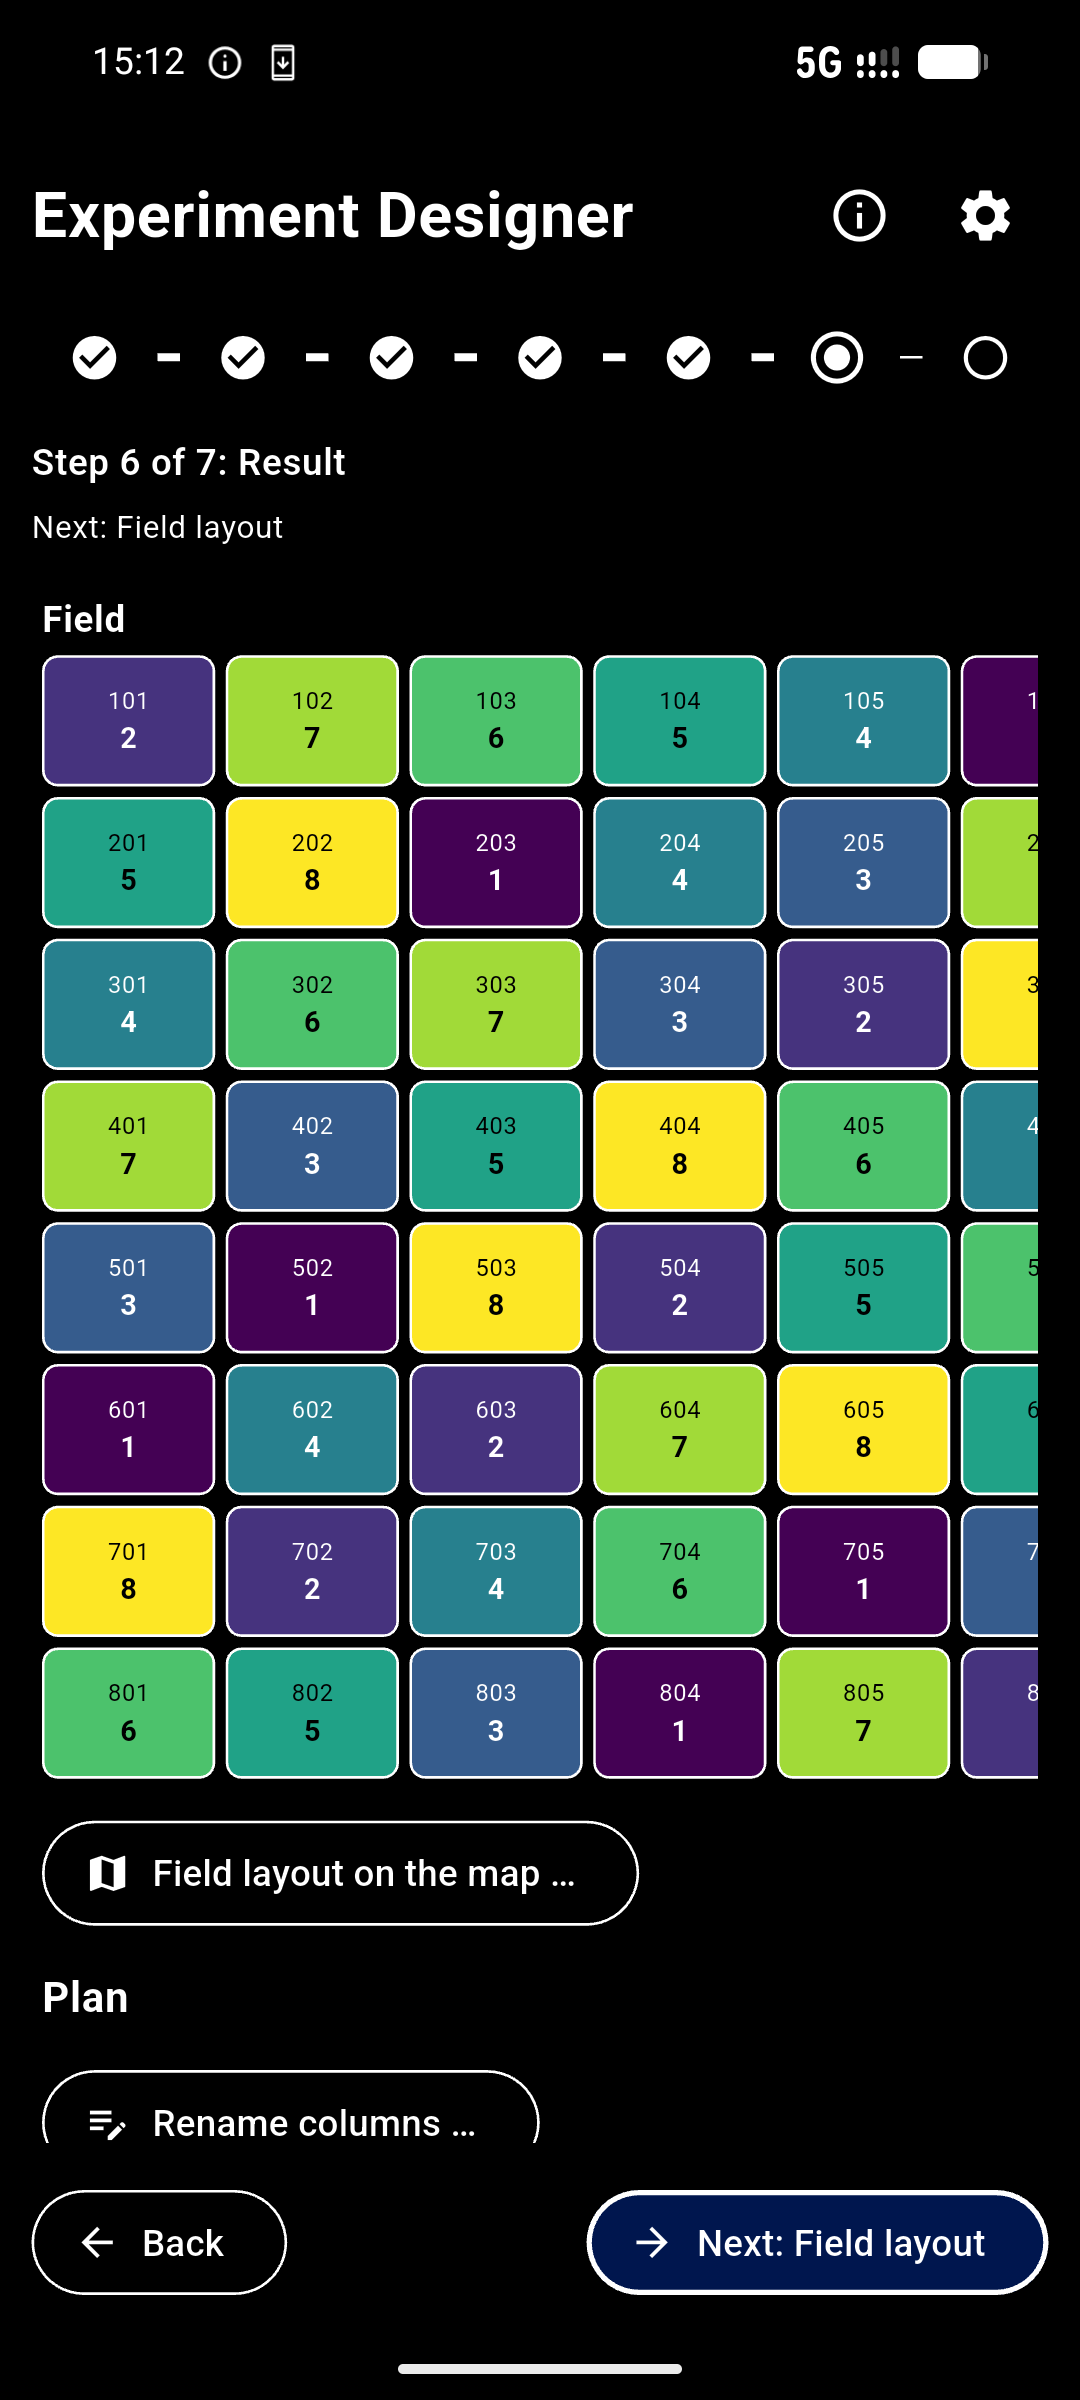 15:12
5G
Experiment Designer
Step 6 of 7: Result
Next: Field layout
Field
101 102 103 104 105
2 7 6 5 4
201 202 203 204 205
5 8 1 4 3
301 302 303 304 305
4 6 7 3 2
401 402 403 404 405
7 3 5 8 6
501 502 503 504 505
3 1 8 2 5
601 602 603 604 605
1 4 2 7 8
701 702 703 704 705
8 2 4 6 1
801 802 803 804 805
6 5 3 1 7
Field layout on the map ...
Plan
Rename columns ...
Back
Next: Field layout